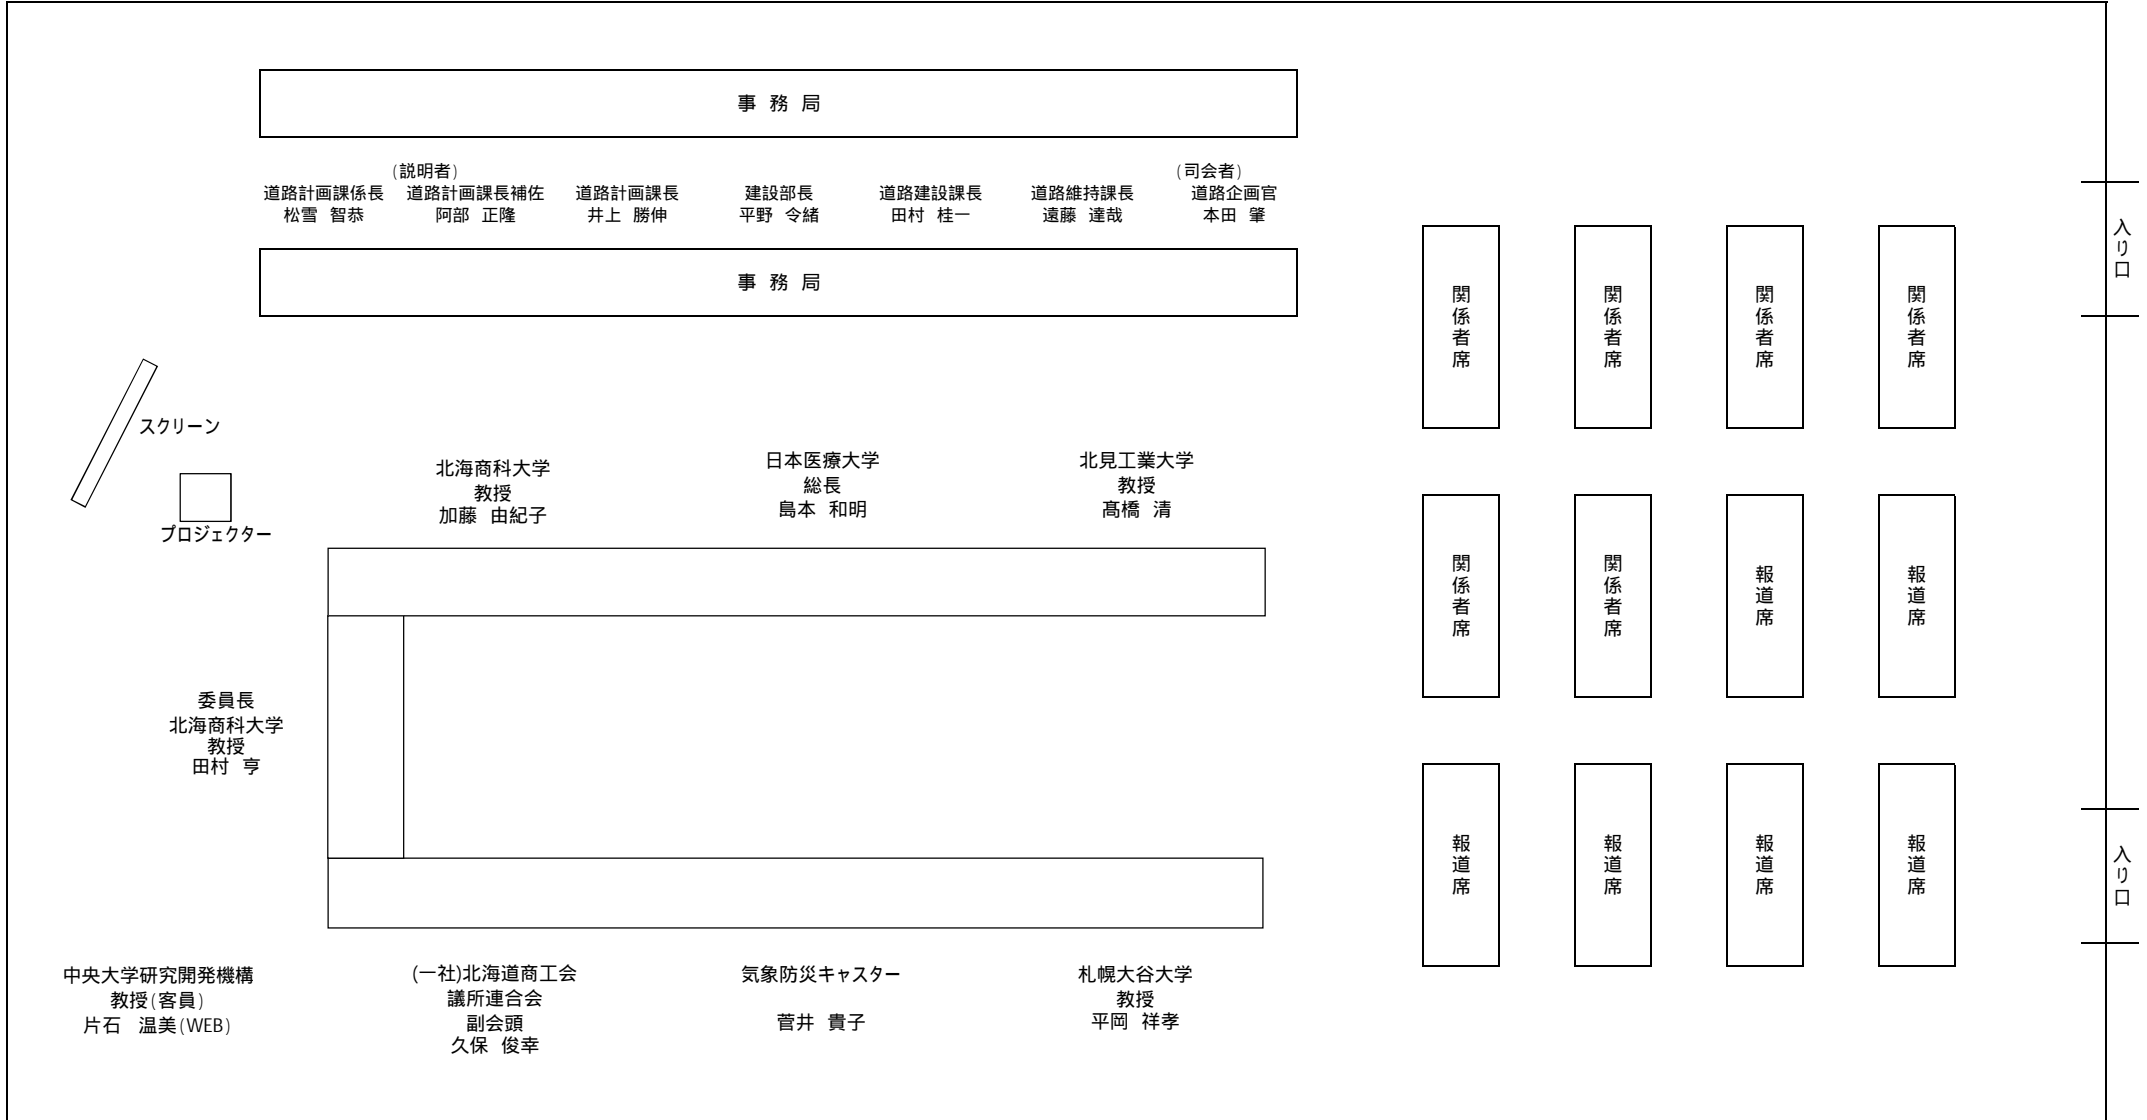 事 務 局
(説明者)
(司会者)
道路計画課係長 道路計画課長補佐 道路計画課長 建設部長 道路建設課長 道路維持課長 道路企画官
松雪 智恭 阿部 正隆 井上 勝伸 平野 令緒 田村 桂一 遠藤 達哉 本田 肇
事 務 局
入り口
関係者席
関係者席
関係者席
関係者席
スクリーン
プロジェクター
北海商科大学
教授
加藤 由紀子
日本医療大学
総長
島本 和明
北見工業大学
教授
髙橋 清
関係者席
関係者席
報道席
報道席
委員長
北海商科大学
教授
田村 亨
報道席
報道席
報道席
報道席
入り口
中央大学研究開発機構
教授(客員)
片石 温美(WEB)
(一社)北海道商工会
議所連合会
副会頭
久保 俊幸
気象防災キャスター
菅井 貴子
札幌大谷大学
教授
平岡 祥孝